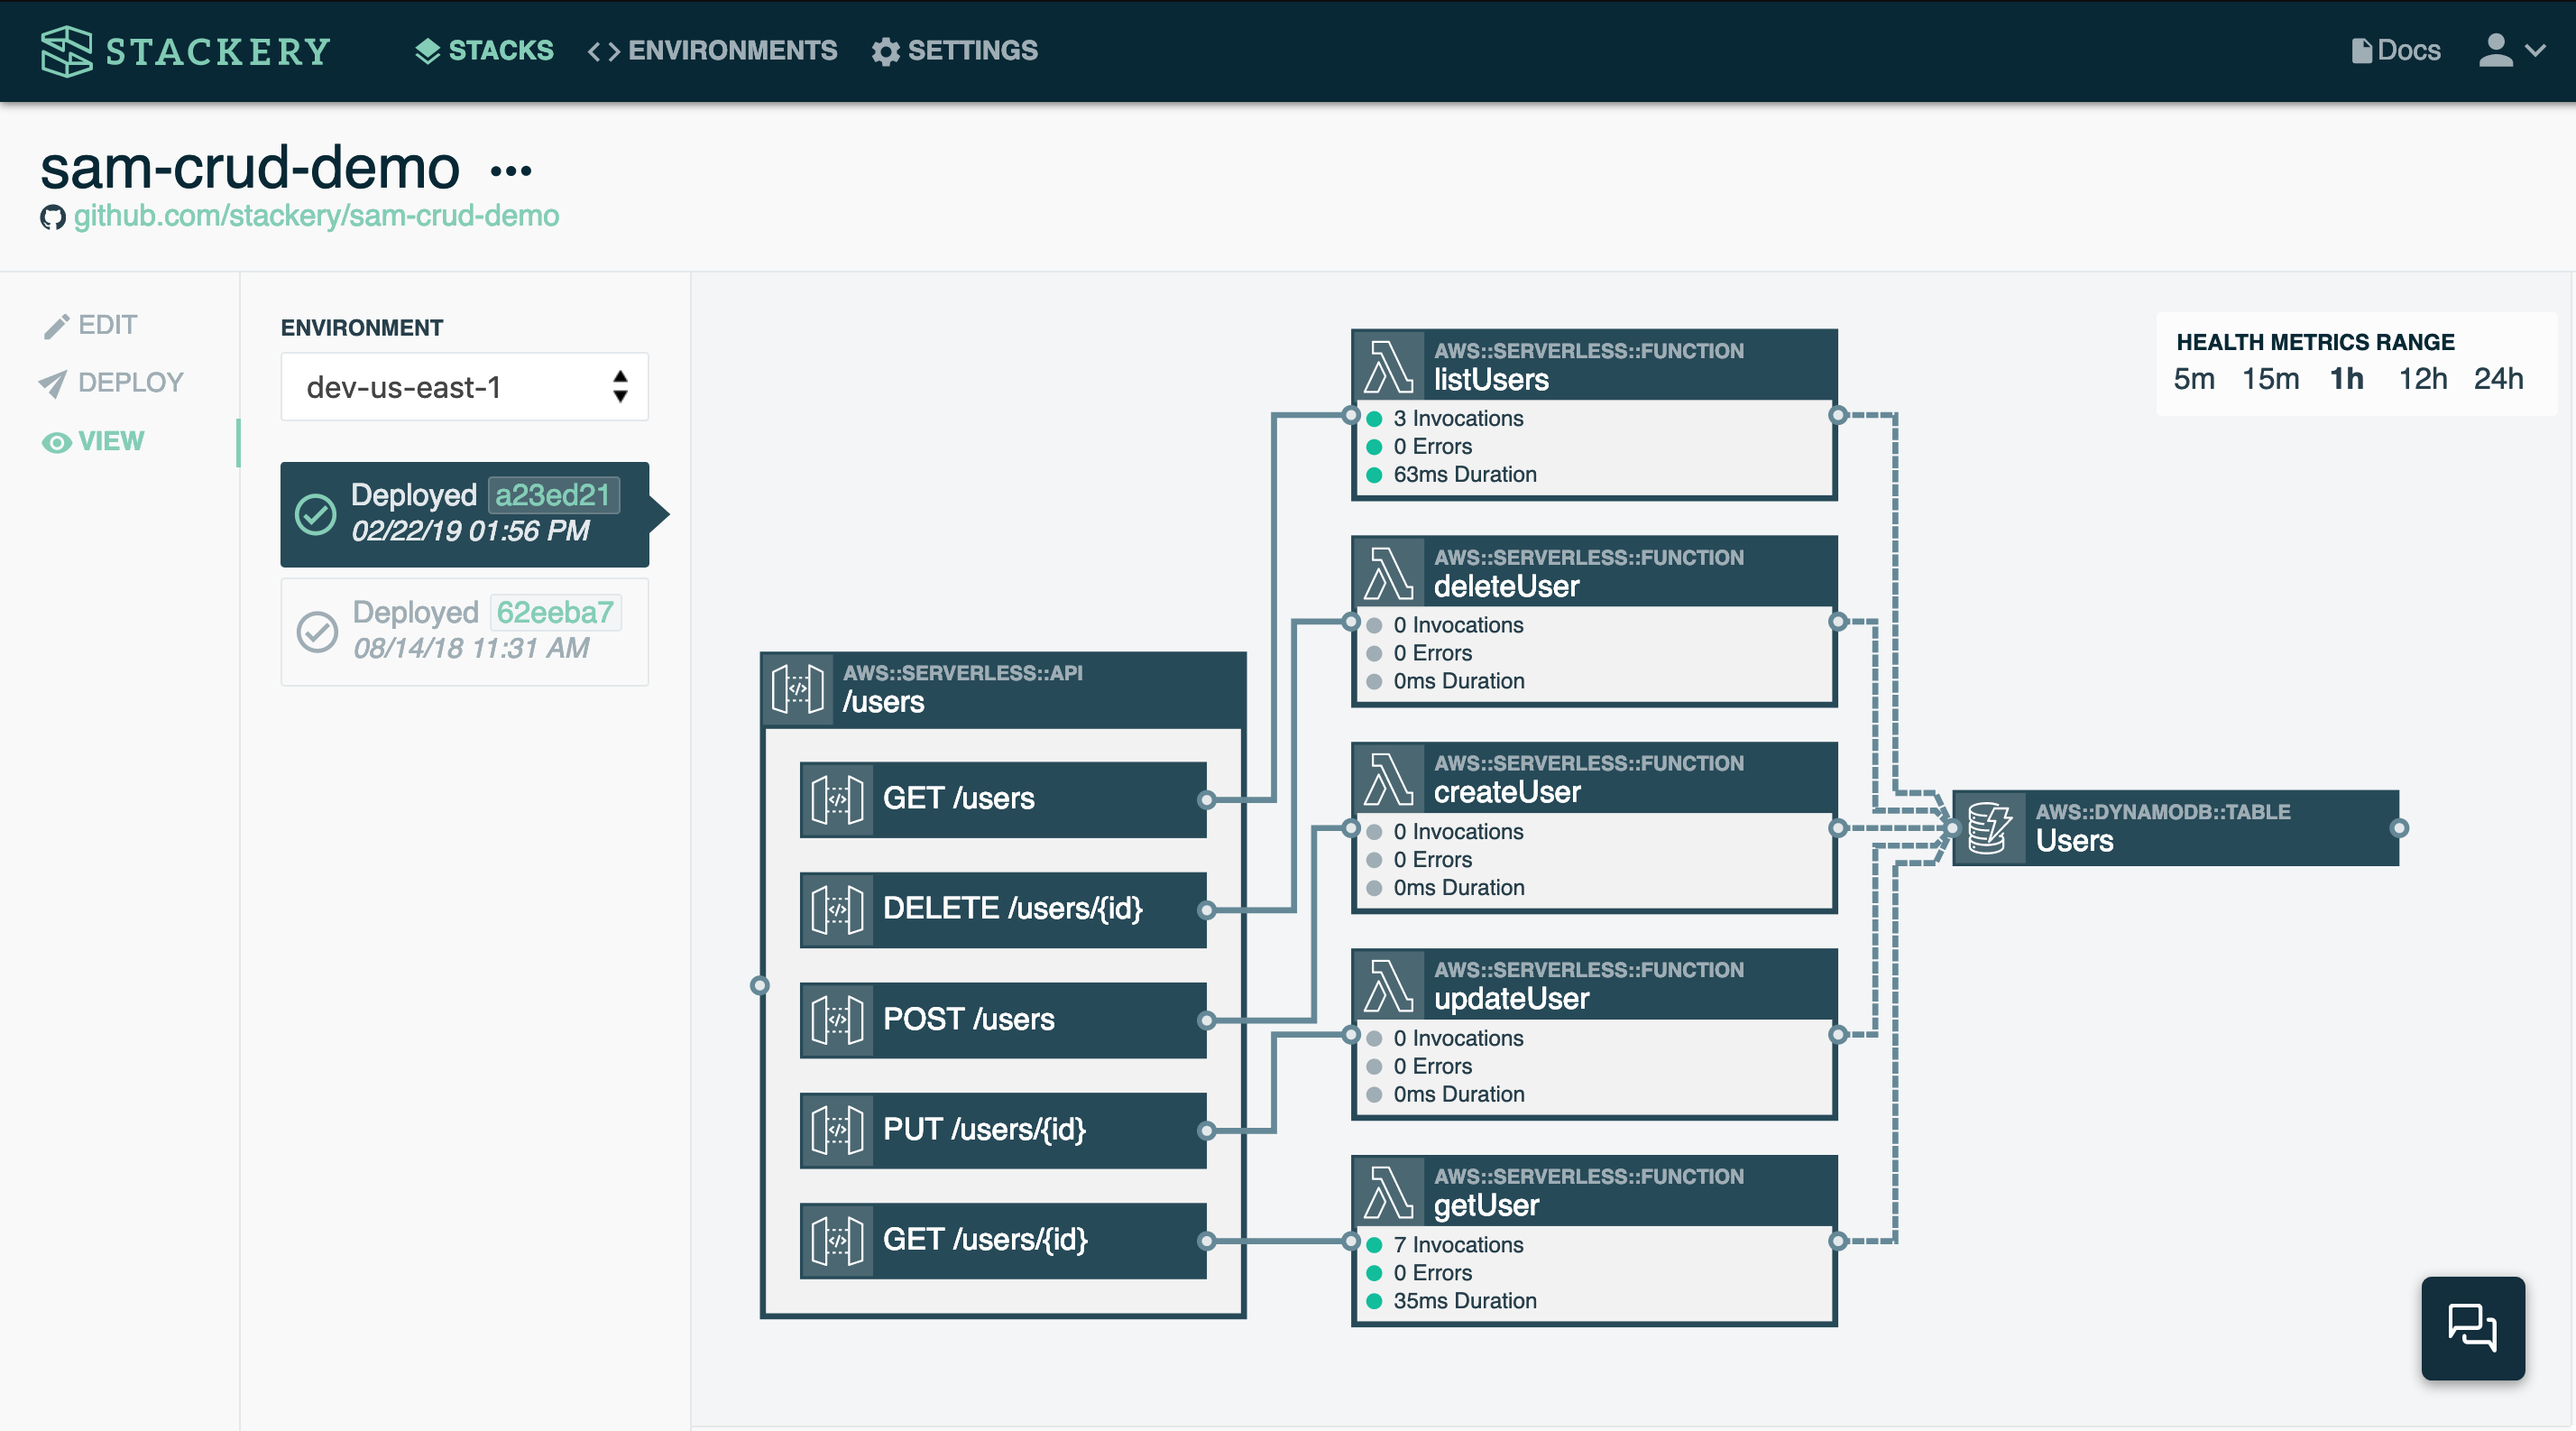 STACKERY
STACKS
ENVIRONMENTS
SETTINGS
Docs
sam-crud-demo
github.com/stackery/sam-crud-demo
EDIT
DEPLOY
VIEW
ENVIRONMENT
dev-us-east-1
Deployed a23ed21
02/22/19 01:56 PM
Deployed 62eeba7
08/14/18 11:31 AM
AWS::SERVERLESS::API
/users
GET /users
DELETE /users/{id}
POST /users
PUT /users/{id}
GET /users/{id}
AWS::SERVERLESS::FUNCTION
listUsers
3 Invocations
0 Errors
63ms Duration
AWS::SERVERLESS::FUNCTION
deleteUser
0 Invocations
0 Errors
0ms Duration
AWS::SERVERLESS::FUNCTION
createUser
0 Invocations
0 Errors
0ms Duration
AWS::SERVERLESS::FUNCTION
updateUser
0 Invocations
0 Errors
0ms Duration
AWS::SERVERLESS::FUNCTION
getUser
7 Invocations
0 Errors
35ms Duration
AWS::DYNAMODB::TABLE
Users
HEALTH METRICS RANGE
5m 15m 1h 12h 24h